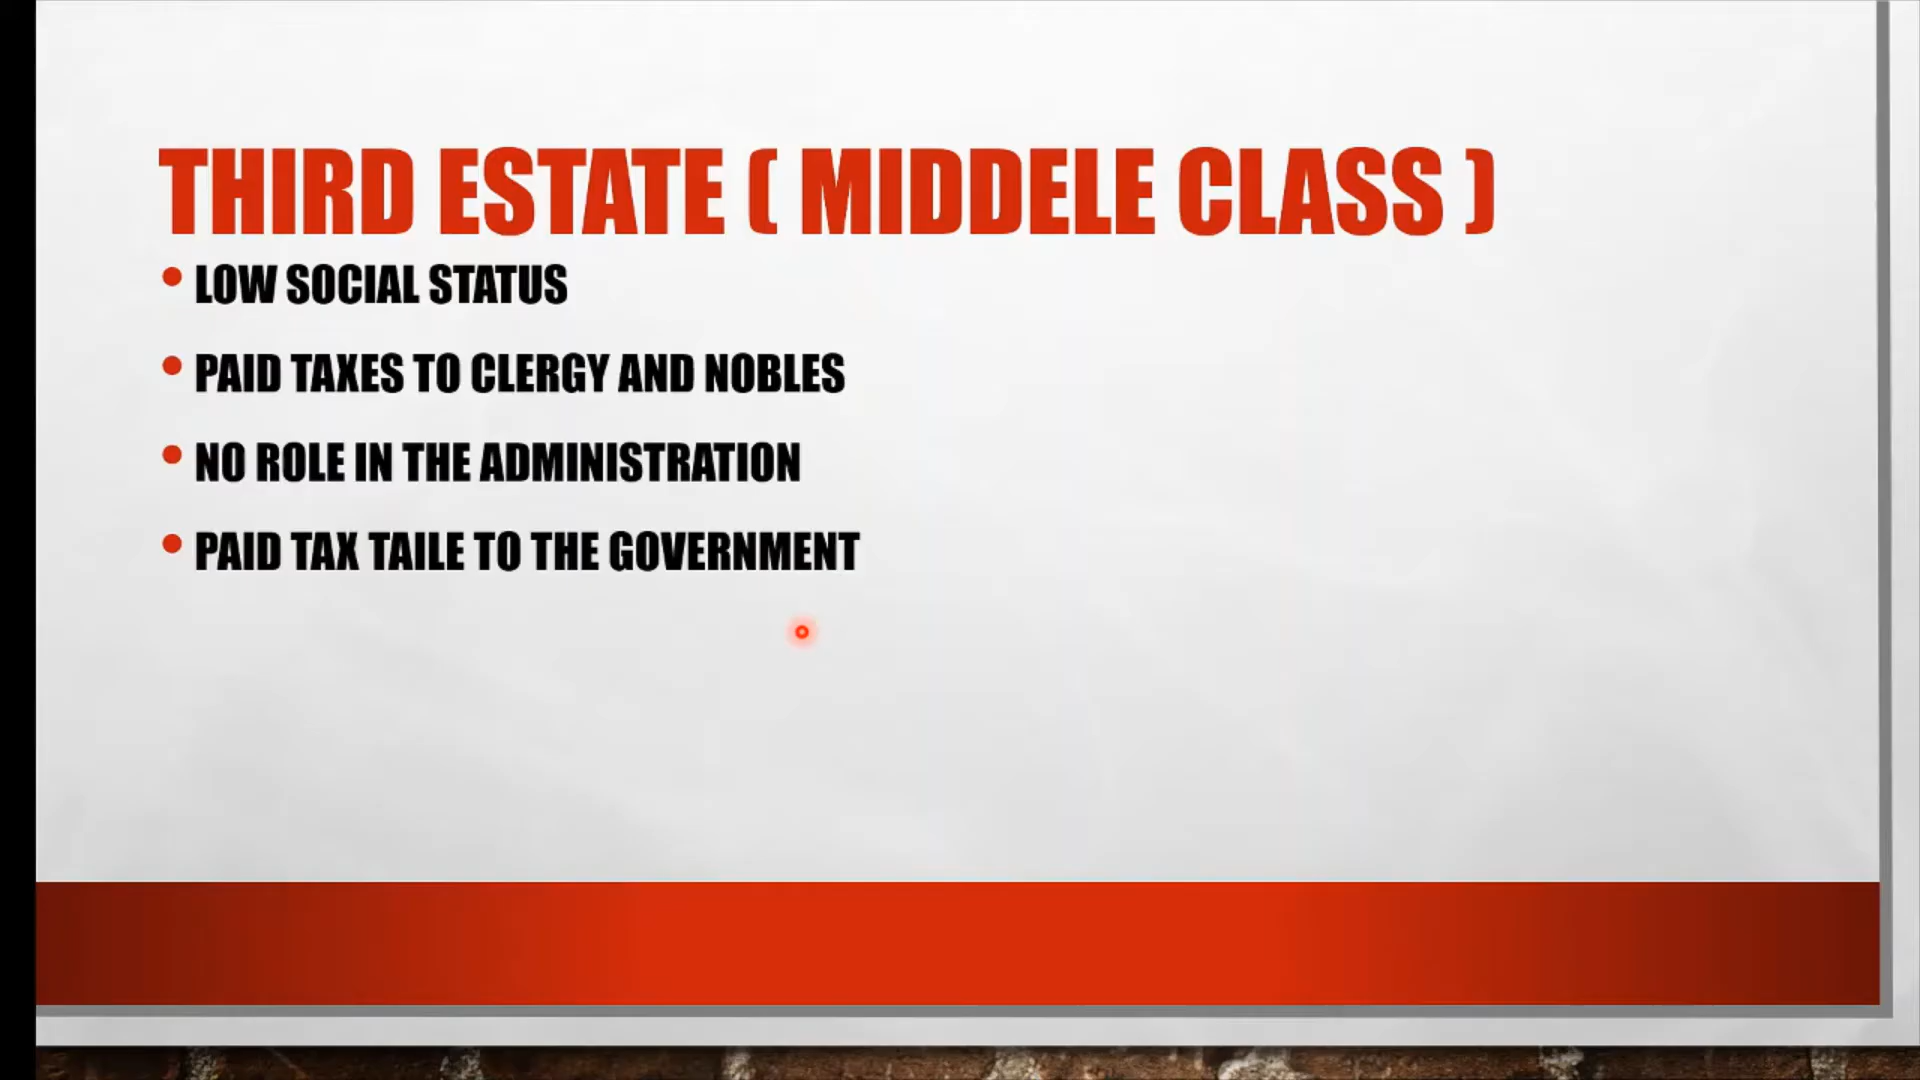 THIRD ESTATE ( MIDDELE CLASS )
• LOW SOCIAL STATUS
• PAID TAXES TO CLERGY AND NOBLES
• NO ROLE IN THE ADMINISTRATION
• PAID TAX TAILE TO THE GOVERNMENT